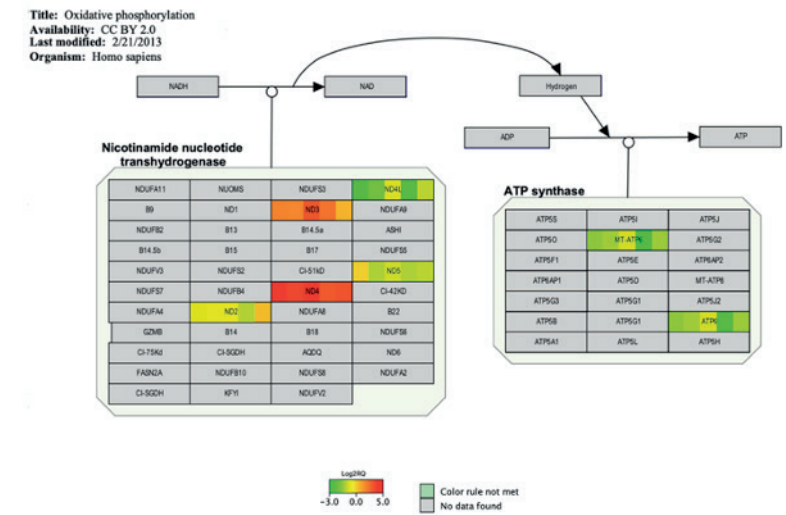 Title: Oxidative phosphorylation
Availability: CC BY 2.0
Last modified: 2/21/2013
Organism: Homo sapiens
NADH
NAD
Hydrogen
ADP
ATP
Nicotinamide nucleotide
transhydrogenase
NDUFA11 NUOMS NDUFS3 ND4L
B9 ND1 ND3 NDUFA9
NDUFB2 B13 B14.5a ASHI
B14.5b B15 B17 NDUFS5
NDUFV3 NDUFS2 CI-51kD ND5
NDUFS7 NDUFB4 ND4 CI-42KD
NDUFA4 ND2 NDUFA8 B22
GZMB B14 B18 NDUFS6
CI-75Kd CI-SGDH AQDQ ND6
FASN2A NDUFB10 NDUFS8 NDUFA2
CI-SGDH KFYI NDUFV2
ATP synthase
ATP5S ATP5I ATP5J
ATP5O MT-ATP6 ATP5G2
ATP5F1 ATP5E ATP6AP2
ATP6AP1 ATP5D MT-ATP8
ATP5G3 ATP5G1 ATP5J2
ATP5B ATP5G1 ATP6
ATP5A1 ATP5L ATP5H
Log2RQ
-3.0 0.0 5.0
Color rule not met
No data found